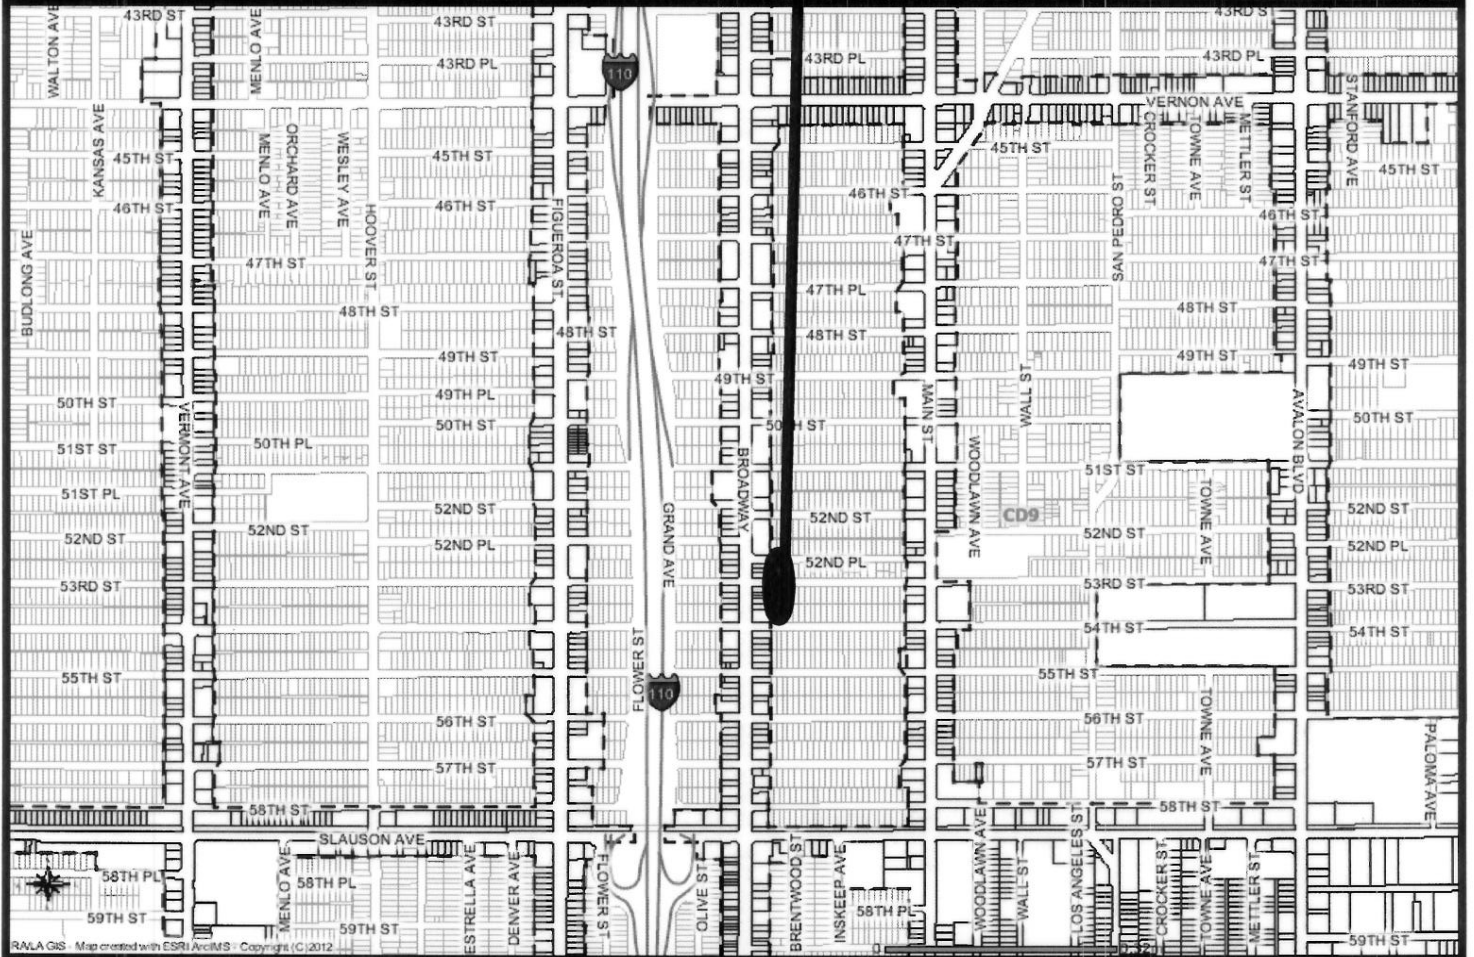 43RD ST
43RD ST
43RD S
WALTON AVE
MENLO AVE
43RD PL
110
43RD PL
43RD PL
VERNON AVE
STANFORD AVE
KANSAS AVE
MENLO AVE
ORCHARD AVE
WESLEY AVE
CROCKER ST
TOWNE AVE
METTLER ST
45TH ST
45TH ST
45TH ST
45TH ST
46TH ST
46TH ST
46TH ST
46TH ST
FIGUEROA ST
HOOVER ST
SAN PEDRO ST
BUDLONG AVE
47TH ST
47TH ST
47TH ST
47TH PL
48TH ST
48TH ST
48TH ST
48TH ST
49TH ST
49TH ST
49TH ST
49TH ST
49TH PL
WALL ST
MAIN ST
AVALON BLVD
50TH ST
VERMONT AVE
50TH ST
50TH ST
50TH ST
51ST ST
50TH PL
BROADWAY
WOODLAWN AVE
51ST ST
51ST PL
TOWNE AVE
52ND ST
GRAND AVE
52ND ST
CD9
52ND ST
52ND ST
52ND ST
52ND ST
52ND PL
52ND PL
52ND PL
53RD ST
53RD ST
53RD ST
54TH ST
54TH ST
FLOWER ST
55TH ST
55TH ST
110
56TH ST
56TH ST
TOWNE AVE
57TH ST
57TH ST
PALOMA AVE
58TH ST
58TH ST
SLAUSON AVE
MENLO AVE
ESTRELLA AVE
DENVER AVE
FLOWER ST
OLIVE ST
BRENTWOOD ST
INSKEEP AVE
WOODLAWN AVE
WALL ST
LOS ANGELES ST
CROCKER ST
TOWNE AVE
METTLER ST
58TH PL
58TH PL
58TH PL
59TH ST
59TH ST
59TH ST
RAVLA GIS - Map created with ESRI ArcIMS - Copyright (C) 2012
0